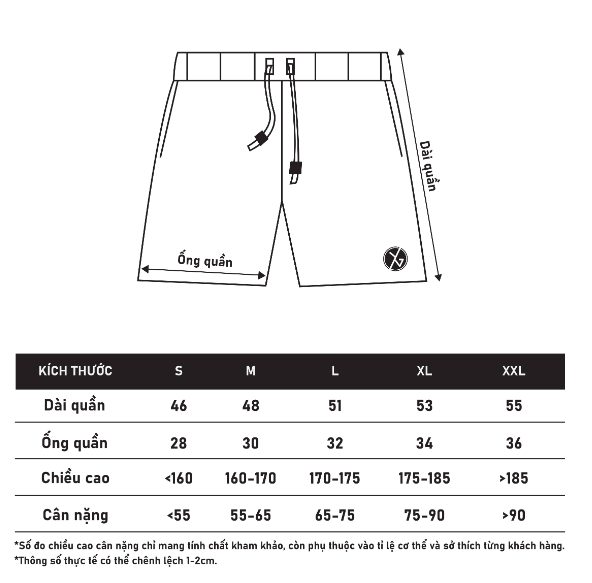 Dài quần
Ống quần
KÍCH THƯỚC S M L XL XXL
Dài quần 46 48 51 53 55
Ống quần 28 30 32 34 36
Chiều cao <160 160-170 170-175 175-185 >185
Cân nặng <55 55-65 65-75 75-90 >90
*Số đo chiều cao cân nặng chỉ mang tính chất kham khảo, còn phụ thuộc vào tỉ lệ cơ thể và sở thích từng khách hàng.
*Thông số thực tế có thể chênh lệch 1-2cm.